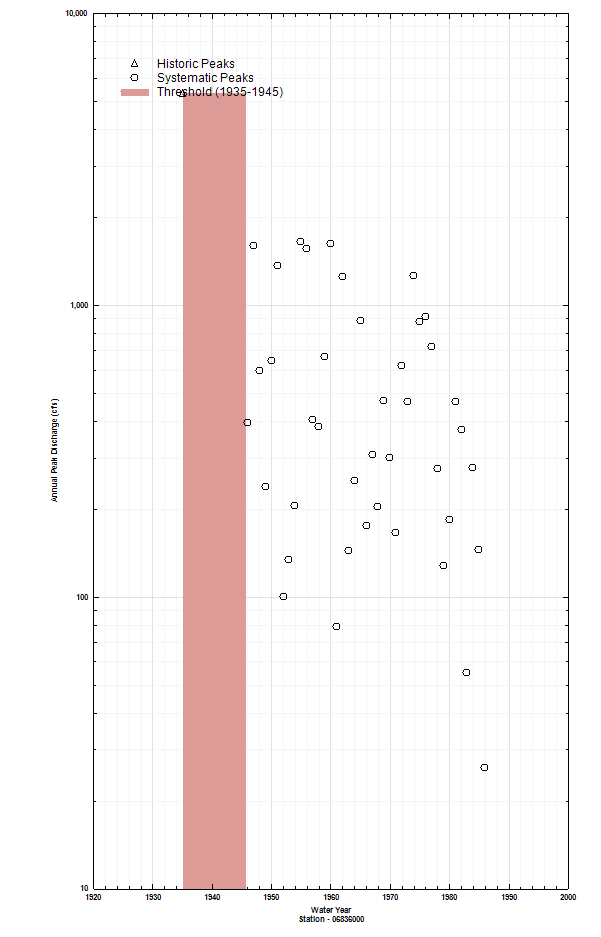 10,000
Historic Peaks
Systematic Peaks
Threshold (1935-1945)
1,000
Annual Peak Discharge (cfs)
100
10
1920 1930 1940 1950 1960 1970 1980 1990 2000
Water Year
Station - 06836000